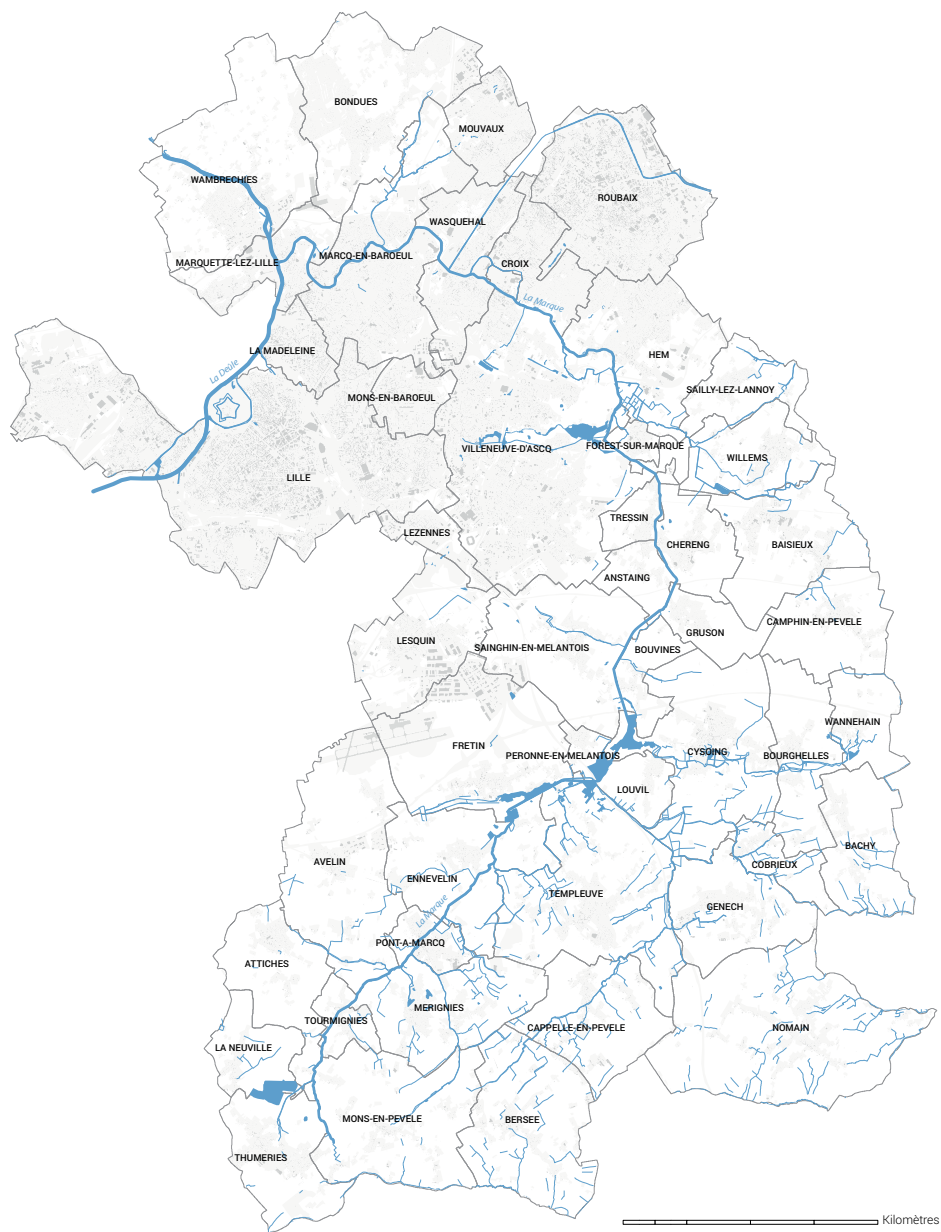 BONDUES
MOUVAUX
WAMBRECHIES
ROUBAIX
WASQUEHAL
MARQUETTE-LEZ-LILLE
MARCQ-EN-BAROEUL
CROIX
La Marque
LA MADELEINE
HEM
La Deûle
SAILLY-LEZ-LANNOY
MONS-EN-BAROEUL
VILLENEUVE-D'ASCQ
FOREST-SUR-MARQUE
WILLEMS
LILLE
TRESSIN
LEZENNES
CHERENG
BAISIEUX
ANSTAING
CAMPHIN-EN-PEVELE
GRUSON
LESQUIN
SAINGHIN-EN-MELANTOIS
BOUVINES
WANNEHAIN
FRETIN
PERONNE-EN-MELANTOIS
CYSOING
BOURGHELLES
LOUVIL
AVELIN
BACHY
COBRIEUX
ENNEVELIN
TEMPLEUVE
GENECH
La Marque
PONT-A-MARCQ
ATTICHES
MERIGNIES
TOURMIGNIES
CAPPELLE-EN-PEVELE
NOMAIN
LA NEUVILLE
MONS-EN-PEVELE
BERSEE
THUMERIES
Kilomètres